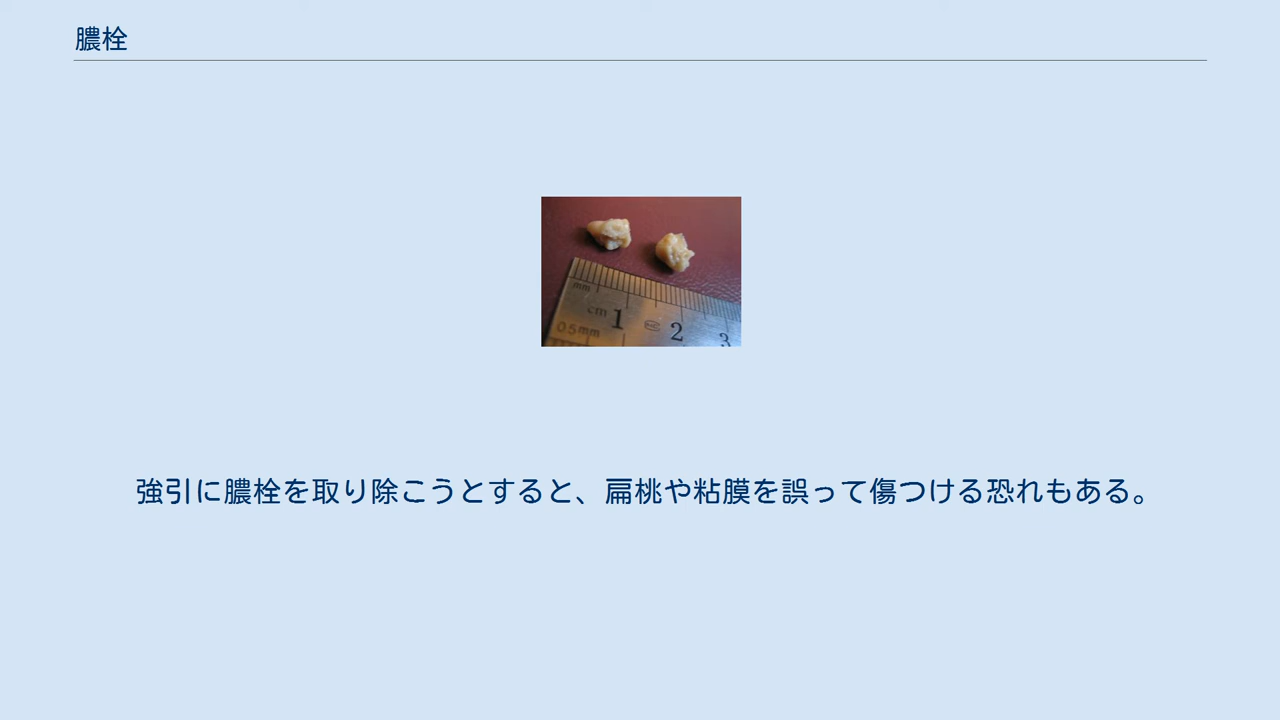 膿栓
mm
cm 1 2 3
0.5mm
強引に膿栓を取り除こうとすると、扁桃や粘膜を誤って傷つける恐れもある。